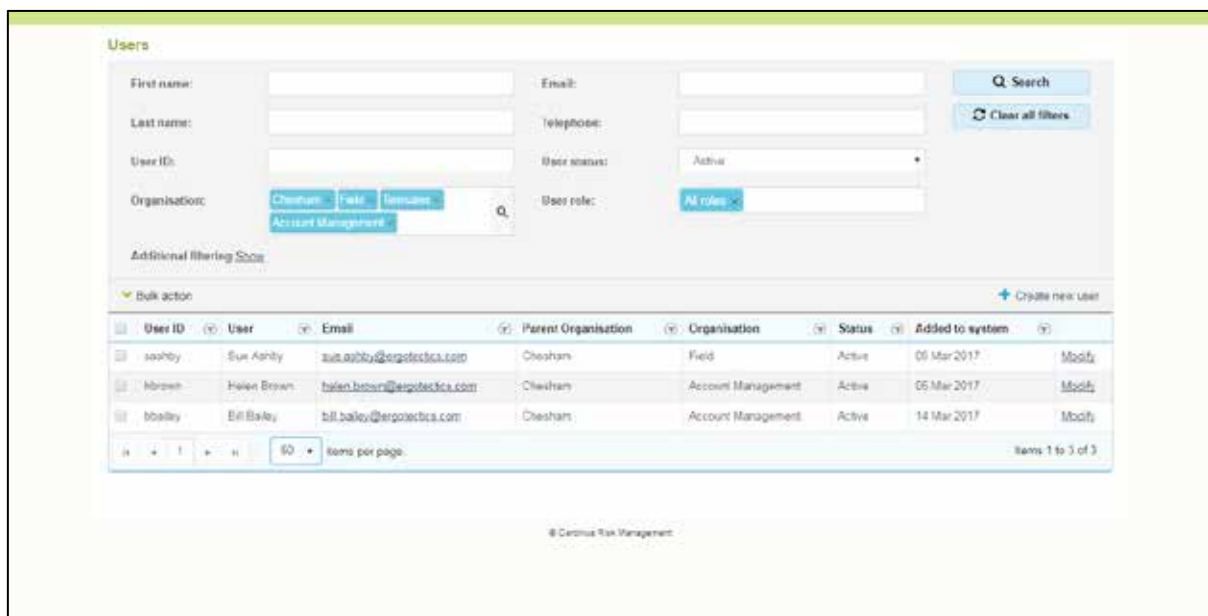 Users
First name: Email: Search
Last name: Telephone: Clear all filters
User ID: User status: Active
Organisation: Chesham Field User role: All roles
Account Management
Additional filtering Show
Bulk action Create new user
User ID User Email Parent Organisation Organisation Status Added to system
sashby Sue Ashby sue.ashby@ergotectics.com Chesham Field Active 06 Mar 2017 Modify
hbrown Helen Brown helen.brown@ergotectics.com Chesham Account Management Active 06 Mar 2017 Modify
bbailey Bill Bailey bill.bailey@ergotectics.com Chesham Account Management Active 14 Mar 2017 Modify
1 50 items per page Items 1 to 3 of 3
Risk Management